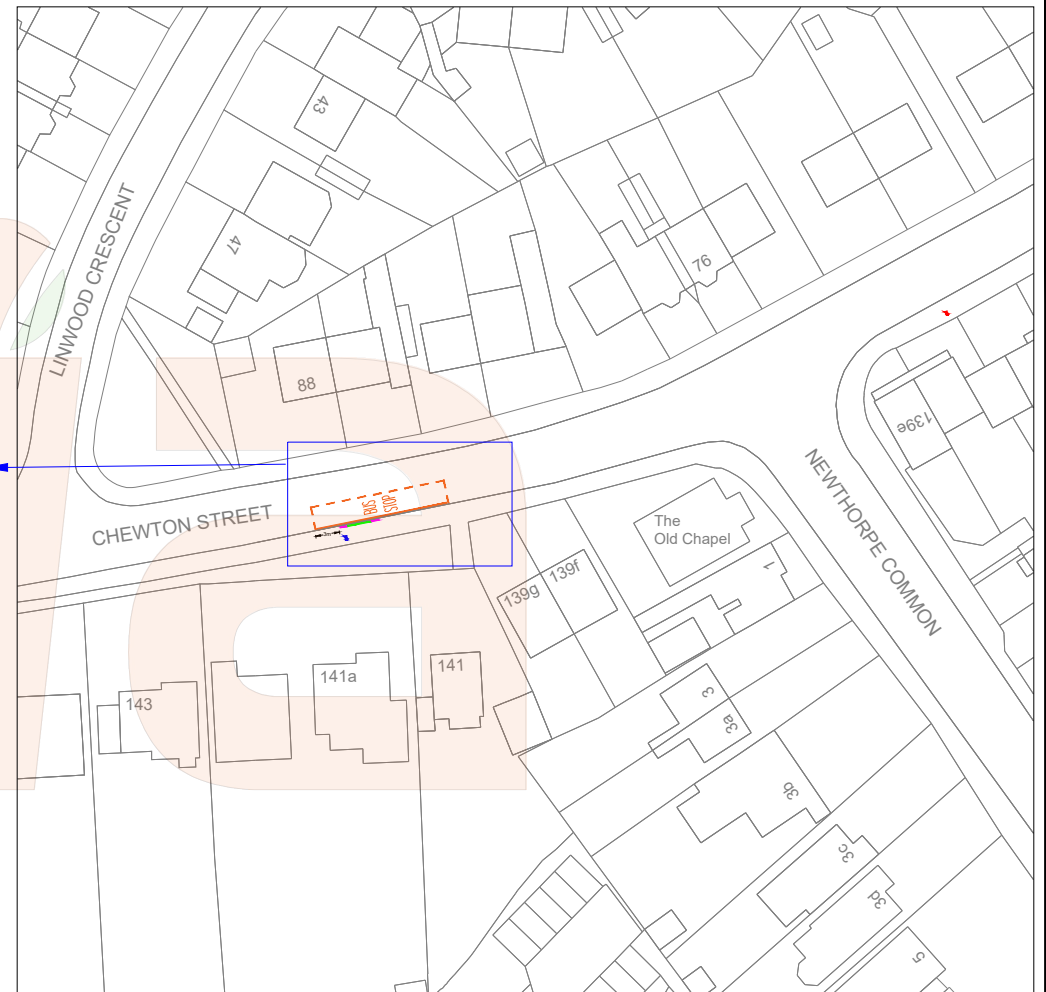 43
47
LINWOOD CRESCENT
76
88
139e
BUS
STOP
CHEWTON STREET
NEWTHORPE COMMON
The
Old Chapel
1
139f
139g
141
141a
143
3
3a
3b
3c
3d
5